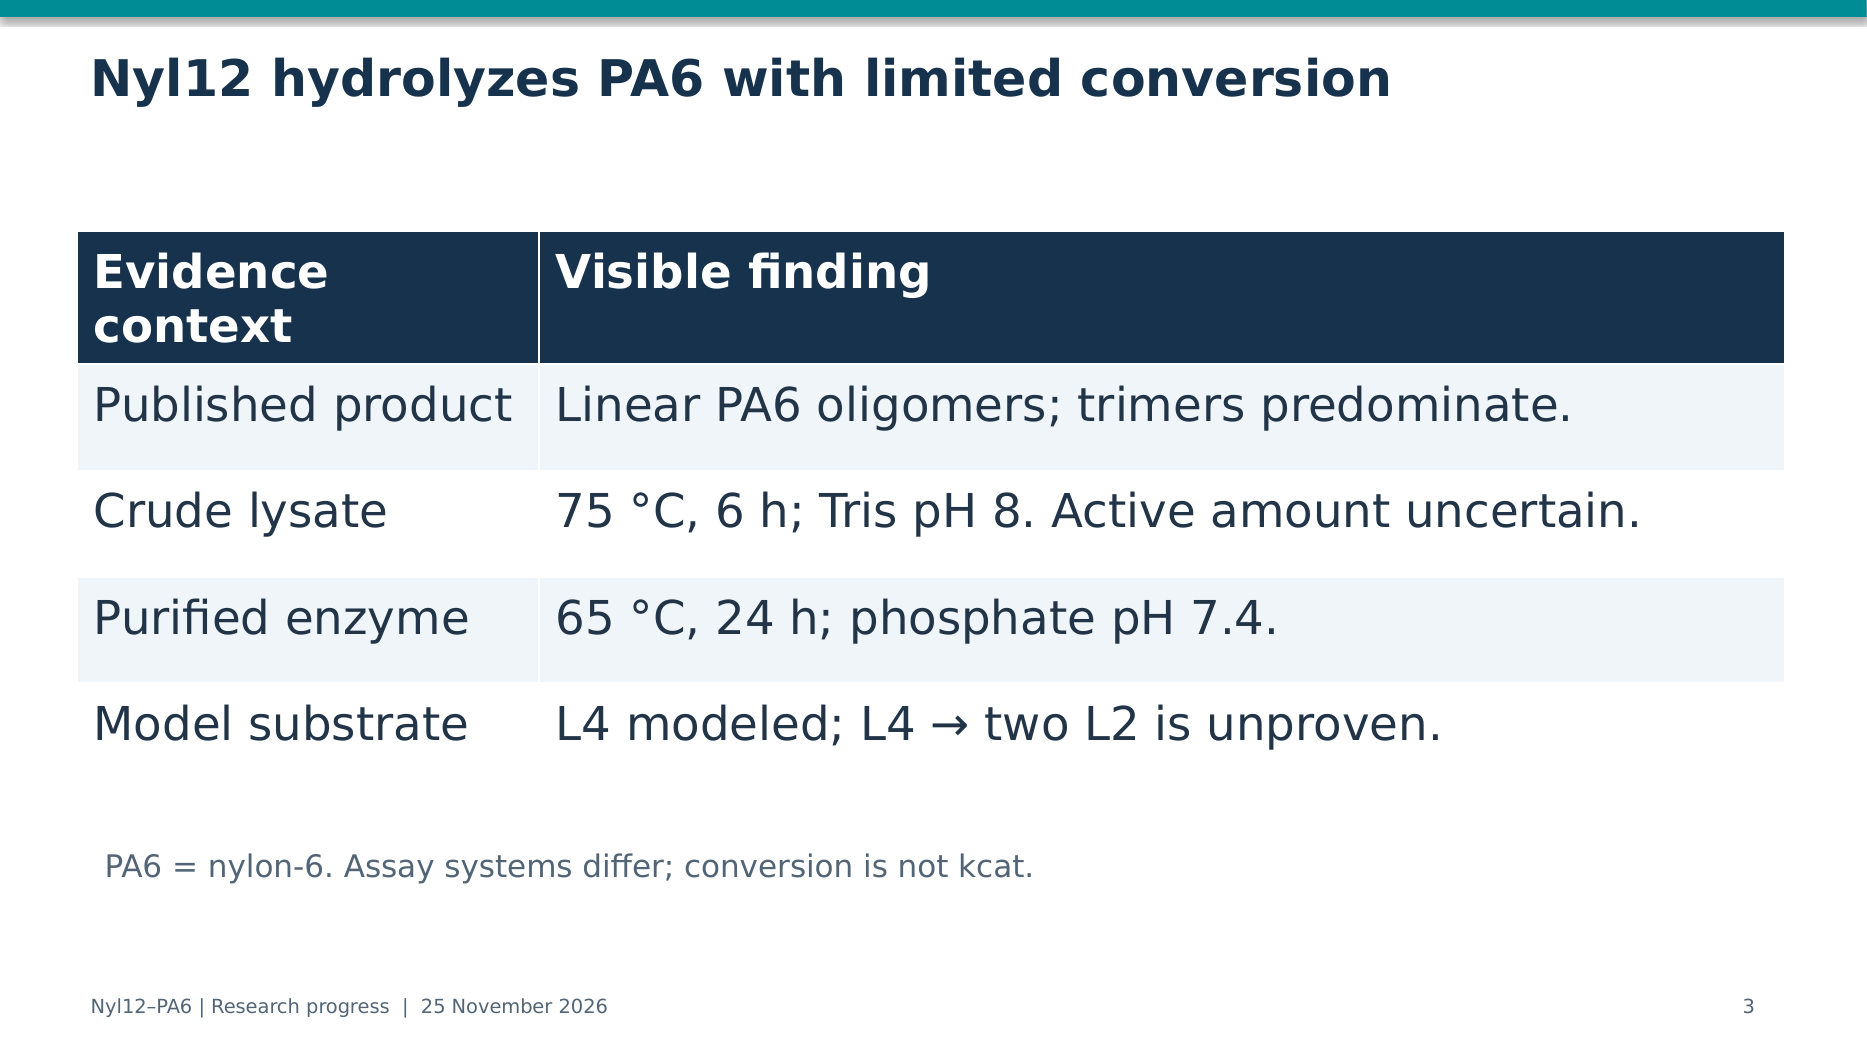 Nyl12 hydrolyzes PA6 with limited conversion
Evidence
context
Visible finding
Published product
Linear PA6 oligomers; trimers predominate.
Crude lysate
75 °C, 6 h; Tris pH 8. Active amount uncertain.
Purified enzyme
65 °C, 24 h; phosphate pH 7.4.
Model substrate
L4 modeled; L4 → two L2 is unproven.
PA6 = nylon-6. Assay systems differ; conversion is not kcat.
Nyl12–PA6 | Research progress | 25 November 2026
3